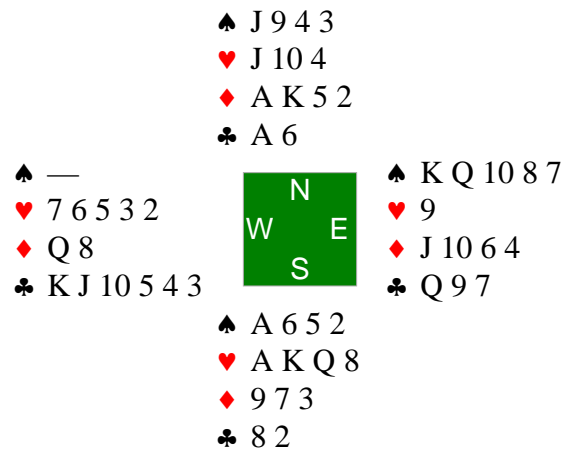 ♠ J 9 4 3
♥ J 10 4
♦ A K 5 2
♣ A 6
♠ —
♥ 7 6 5 3 2
♦ Q 8
♣ K J 10 5 4 3
N
W E
S
♠ K Q 10 8 7
♥ 9
♦ J 10 6 4
♣ Q 9 7
♠ A 6 5 2
♥ A K Q 8
♦ 9 7 3
♣ 8 2